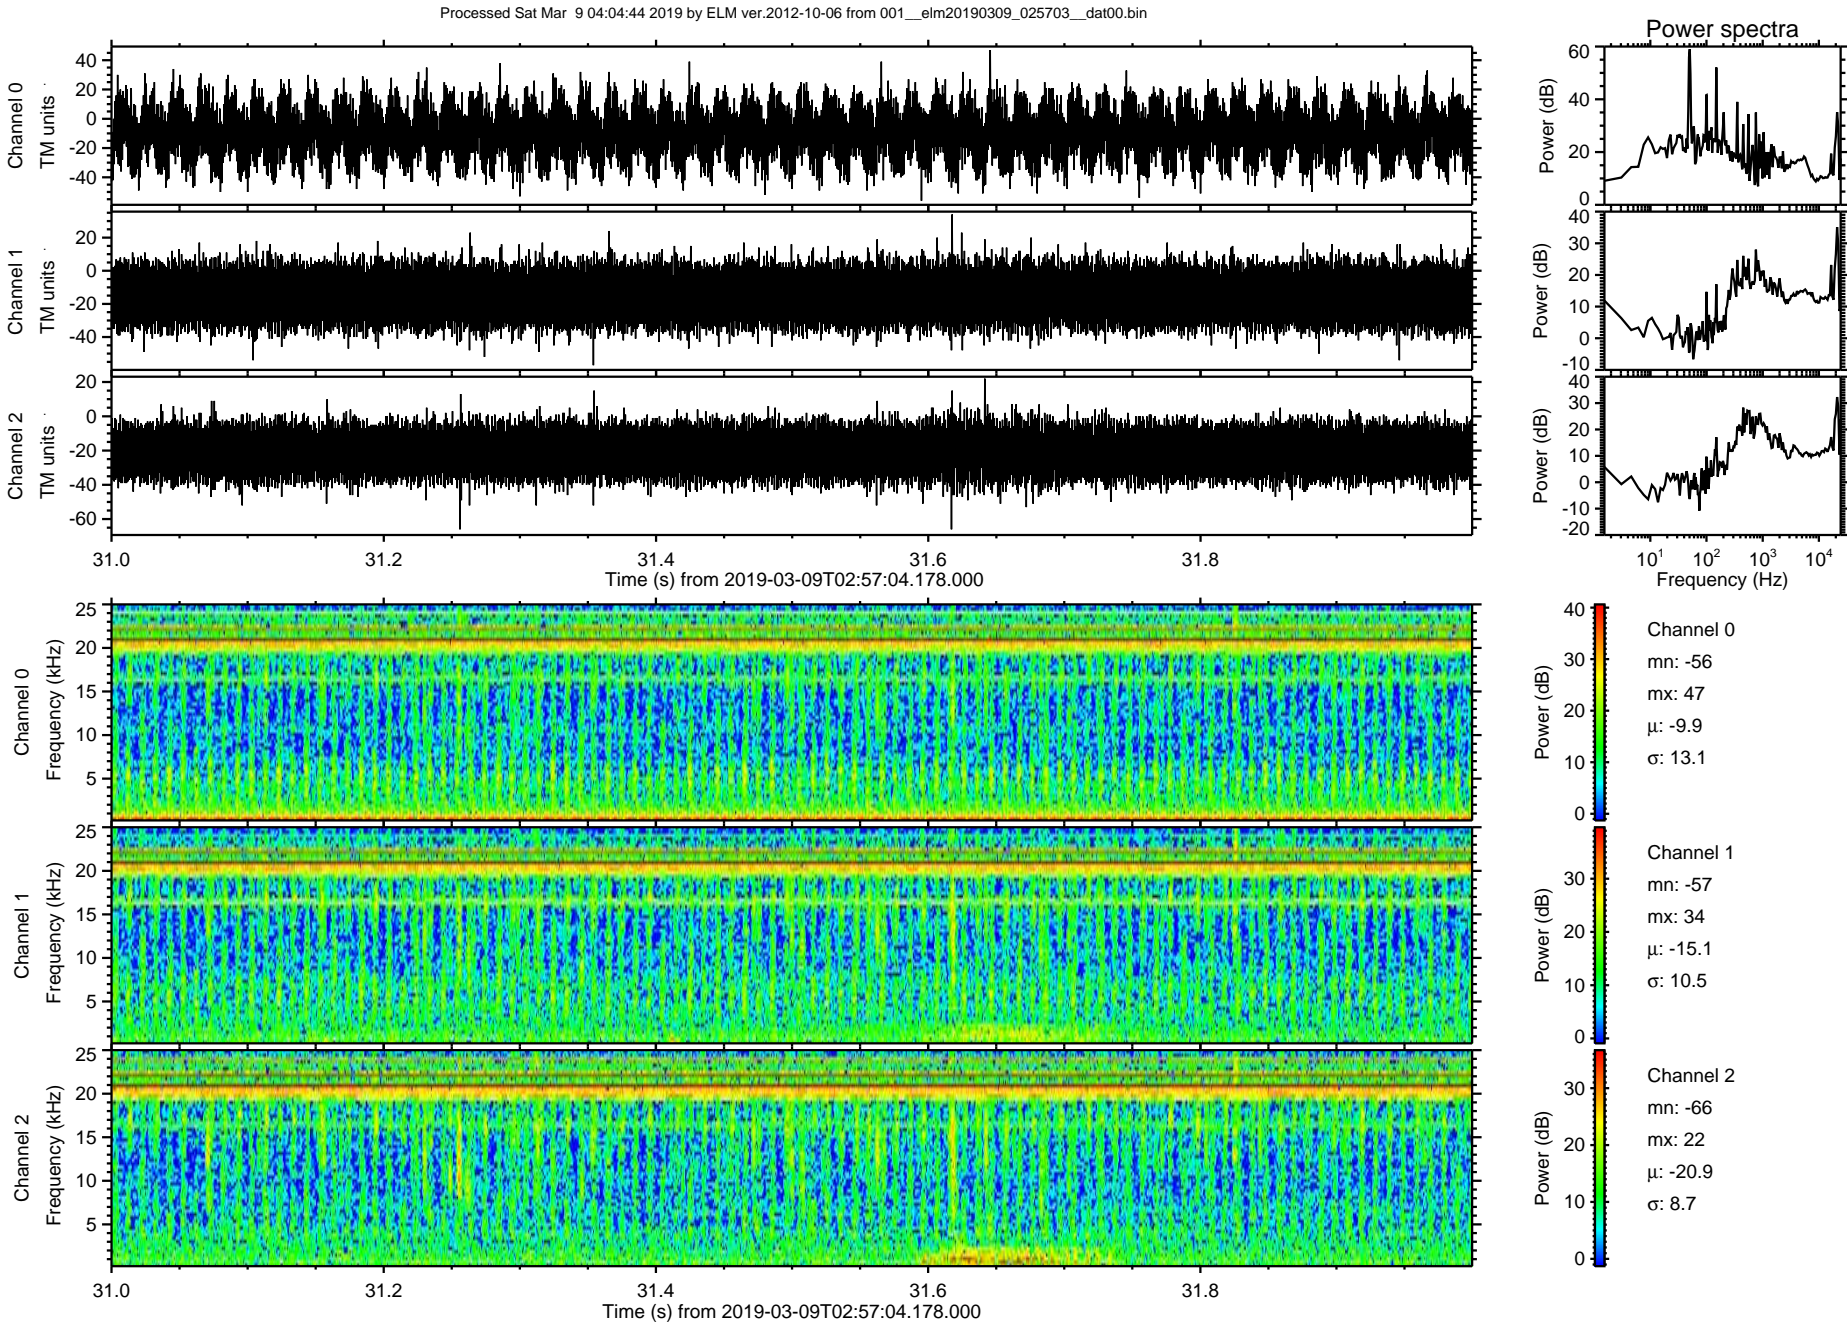 Processed Sat Mar 9 04:04:44 2019 by ELM ver.2012-10-06 from 001__elm20190309_025703__dat00.bin
Power spectra
Channel 0
TM units
40
20
0
-20
-40
Power (dB)
60
40
20
0
Channel 1
TM units
20
0
-20
-40
Power (dB)
40
30
20
10
0
-10
Channel 2
TM units
20
0
-20
-40
-60
Power (dB)
40
30
20
10
0
-10
-20
31.0 31.2 31.4 31.6 31.8
Time (s) from 2019-03-09T02:57:04.178.000
10^1 10^2 10^3 10^4
Frequency (Hz)
Channel 0
Frequency (kHz)
25
20
15
10
5
Power (dB)
40
30
20
10
0
Channel 0
mn: -56
mx: 47
μ: -9.9
σ: 13.1
Channel 1
Frequency (kHz)
25
20
15
10
5
Power (dB)
30
20
10
0
Channel 1
mn: -57
mx: 34
μ: -15.1
σ: 10.5
Channel 2
Frequency (kHz)
25
20
15
10
5
Power (dB)
30
20
10
0
Channel 2
mn: -66
mx: 22
μ: -20.9
σ: 8.7
31.0 31.2 31.4 31.6 31.8
Time (s) from 2019-03-09T02:57:04.178.000